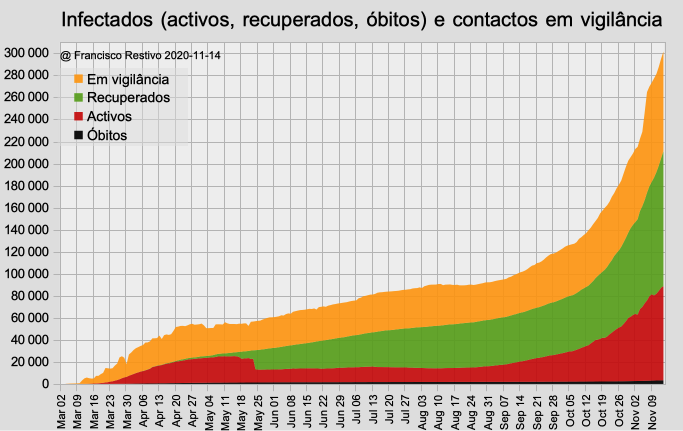 Infectados (activos, recuperados, óbitos) e contactos em vigilância
@ Francisco Restivo 2020-11-14
Em vigilância
Recuperados
Activos
Óbitos
300 000
280 000
260 000
240 000
220 000
200 000
180 000
160 000
140 000
120 000
100 000
80 000
60 000
40 000
20 000
0
Mar 02
Mar 09
Mar 16
Mar 23
Mar 30
Apr 06
Apr 13
Apr 20
Apr 27
May 04
May 11
May 18
May 25
Jun 01
Jun 08
Jun 15
Jun 22
Jun 29
Jul 06
Jul 13
Jul 20
Jul 27
Aug 03
Aug 10
Aug 17
Aug 24
Aug 31
Sep 07
Sep 14
Sep 21
Sep 28
Oct 05
Oct 12
Oct 19
Oct 26
Nov 02
Nov 09